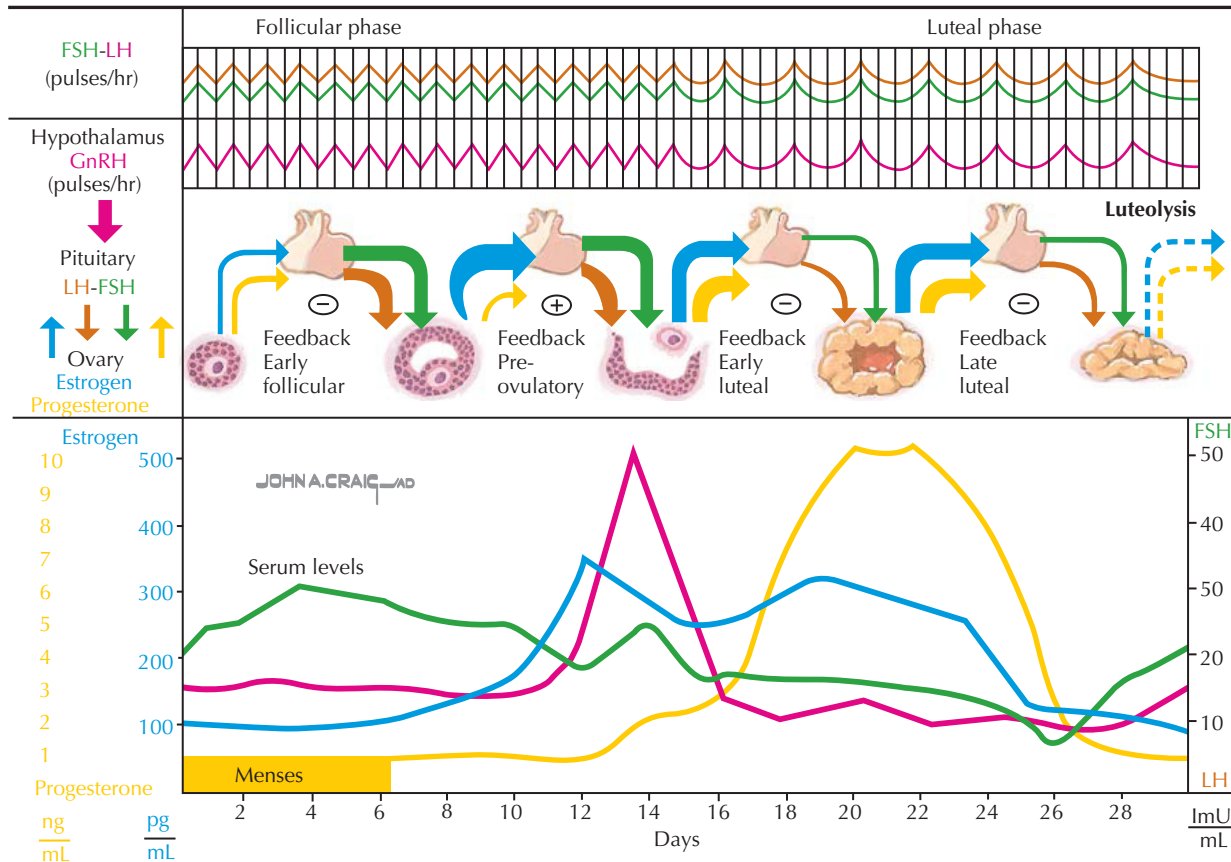 Follicular phase
Luteal phase
FSH-LH
(pulses/hr)
Hypothalamus
GnRH
(pulses/hr)
Pituitary
LH-FSH
Ovary
Estrogen
Progesterone
Luteolysis
−
Feedback
Early
follicular
+
Feedback
Pre-
ovulatory
−
Feedback
Early
luteal
−
Feedback
Late
luteal
Estrogen
FSH
10
9
8
7
6
5
4
3
2
1
500
400
300
200
100
JOHN A. CRAIG MD
Serum levels
50
40
50
20
10
Menses
Progesterone
LH
2 4 6 8 10 12 14 16 18 20 22 24 26 28
Days
ng
mL
pg
mL
ImU
mL